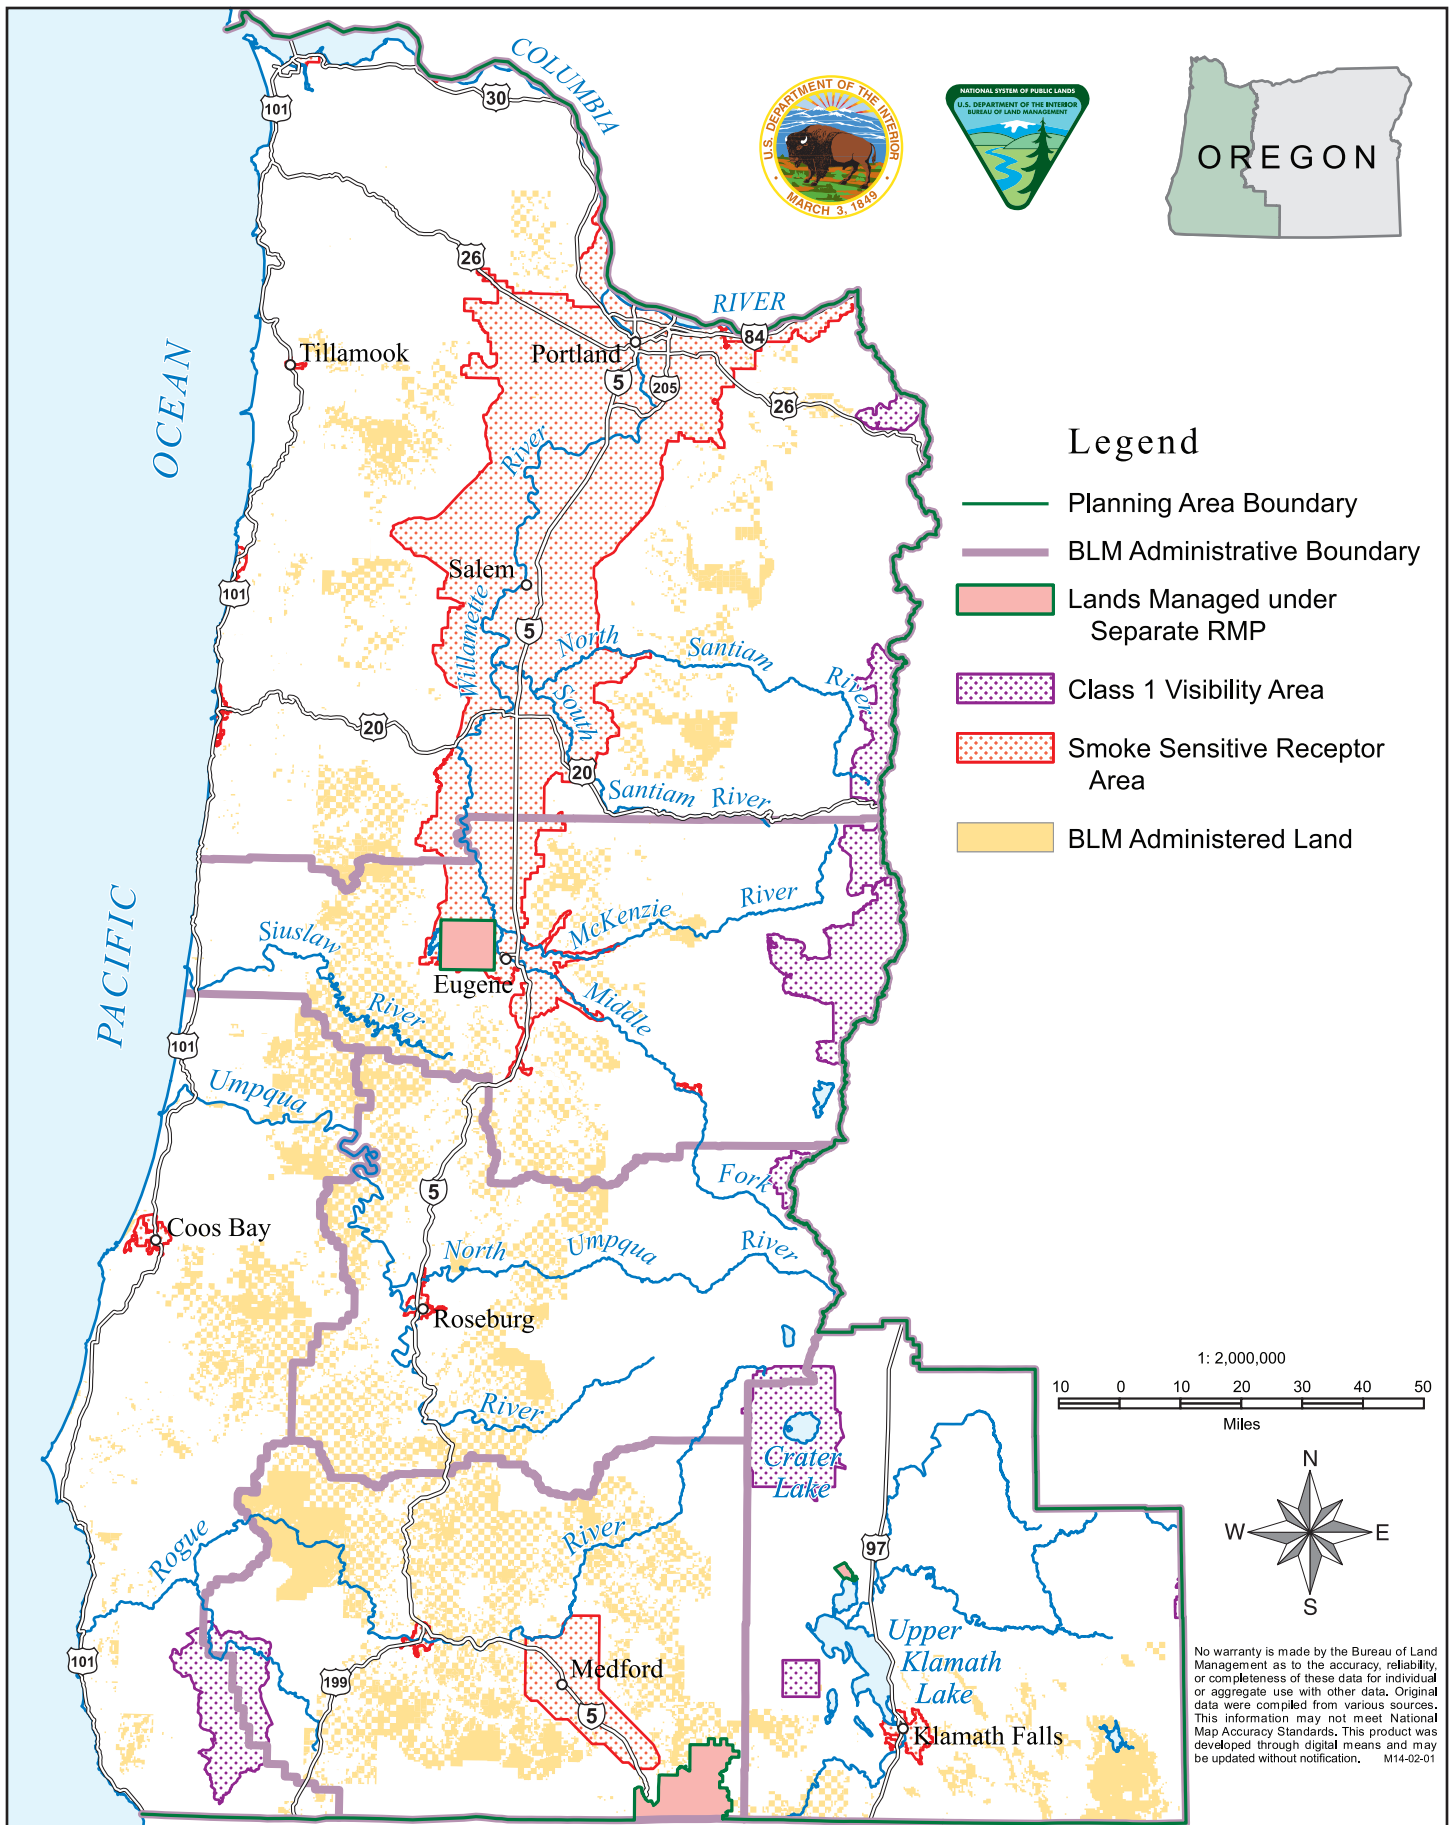 COLUMBIA
30
101
U.S. DEPARTMENT OF THE INTERIOR
MARCH 3, 1849
NATIONAL SYSTEM OF PUBLIC LANDS
U.S. DEPARTMENT OF THE INTERIOR
BUREAU OF LAND MANAGEMENT
OREGON
26
RIVER
84
OCEAN
Tillamook
Portland
5
205
26
River
Legend
Planning Area Boundary
BLM Administrative Boundary
Lands Managed under
Separate RMP
Class 1 Visibility Area
Smoke Sensitive Receptor
Area
BLM Administered Land
Salem
101
Willamette
5
North
Santiam
River
South
20
20
Santiam River
PACIFIC
Siuslaw
River
McKenzie
River
Eugene
Middle
101
Umpqua
Fork
5
Coos Bay
North
Umpqua
River
Roseburg
River
1: 2,000,000
10 0 10 20 30 40 50
Miles
Crater
Lake
N
W E
S
Rogue
River
97
Upper
Klamath
Lake
101
199
Medford
5
Klamath Falls
No warranty is made by the Bureau of Land
Management as to the accuracy, reliability,
or completeness of these data for individual
or aggregate use with other data. Original
data were compiled from various sources.
This information may not meet National
Map Accuracy Standards. This product was
developed through digital means and may
be updated without notification. M14-02-01